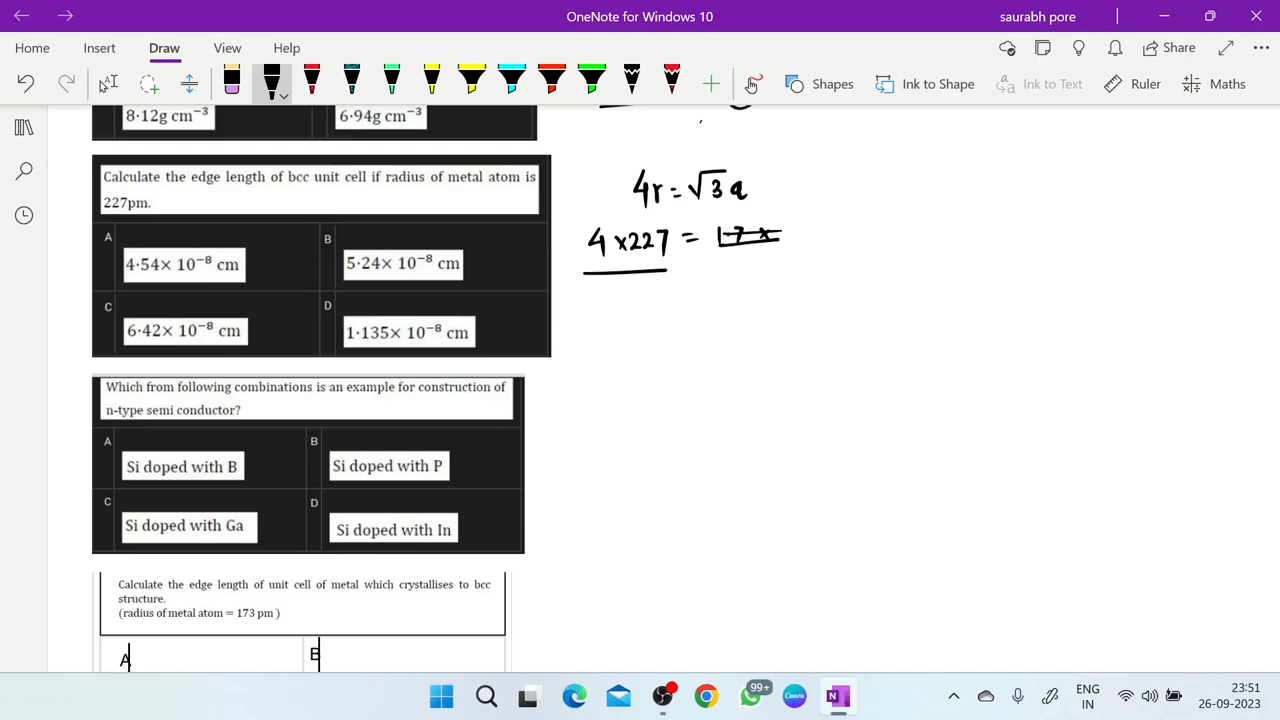 OneNote for Windows 10
saurabh pore
Home
Insert
Draw
View
Help
Share
Shapes
Ink to Shape
Ink to Text
Ruler
Maths
8·12g cm⁻³
6·94g cm⁻³
Calculate the edge length of bcc unit cell if radius of metal atom is
227pm.
A
4·54× 10⁻⁸ cm
B
5·24× 10⁻⁸ cm
C
6·42× 10⁻⁸ cm
D
1·135× 10⁻⁸ cm
4r = √3 a
4 × 227 =
Which from following combinations is an example for construction of
n-type semi conductor?
A
Si doped with B
B
Si doped with P
C
Si doped with Ga
D
Si doped with In
Calculate the edge length of unit cell of metal which crystallises to bcc
structure.
(radius of metal atom = 173 pm )
A
B
99+
ENG
IN
23:51
26-09-2023